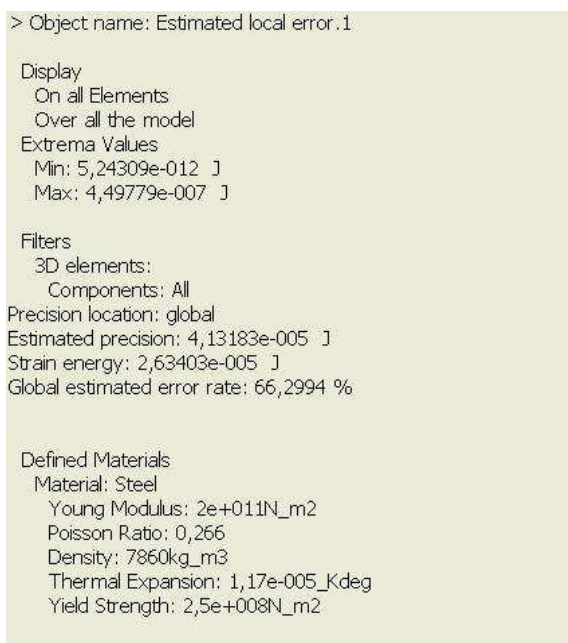 > Object name: Estimated local error.1
Display
On all Elements
Over all the model
Extrema Values
Min: 5,24309e-012 J
Max: 4,49779e-007 J
Filters
3D elements:
Components: All
Precision location: global
Estimated precision: 4,13183e-005 J
Strain energy: 2,63403e-005 J
Global estimated error rate: 66,2994 %
Defined Materials
Material: Steel
Young Modulus: 2e+011N_m2
Poisson Ratio: 0,266
Density: 7860kg_m3
Thermal Expansion: 1,17e-005_Kdeg
Yield Strength: 2,5e+008N_m2